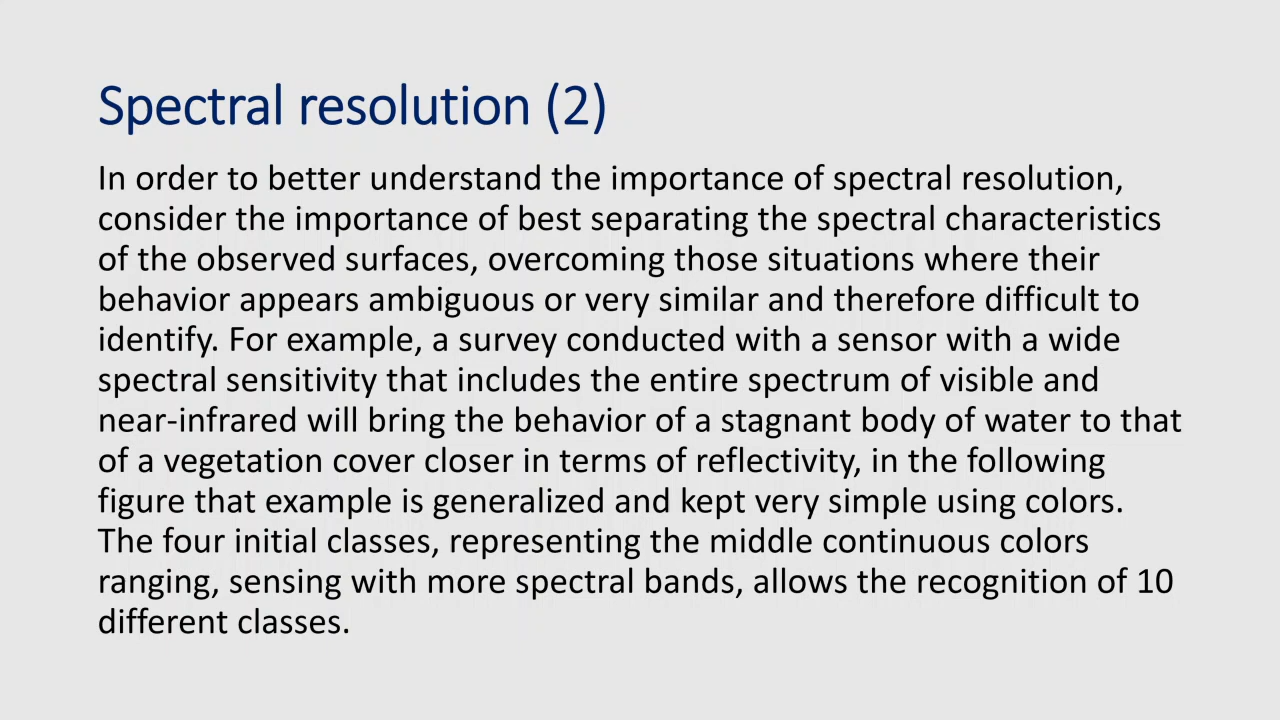 Spectral resolution (2)
In order to better understand the importance of spectral resolution,
consider the importance of best separating the spectral characteristics
of the observed surfaces, overcoming those situations where their
behavior appears ambiguous or very similar and therefore difficult to
identify. For example, a survey conducted with a sensor with a wide
spectral sensitivity that includes the entire spectrum of visible and
near-infrared will bring the behavior of a stagnant body of water to that
of a vegetation cover closer in terms of reflectivity, in the following
figure that example is generalized and kept very simple using colors.
The four initial classes, representing the middle continuous colors
ranging, sensing with more spectral bands, allows the recognition of 10
different classes.